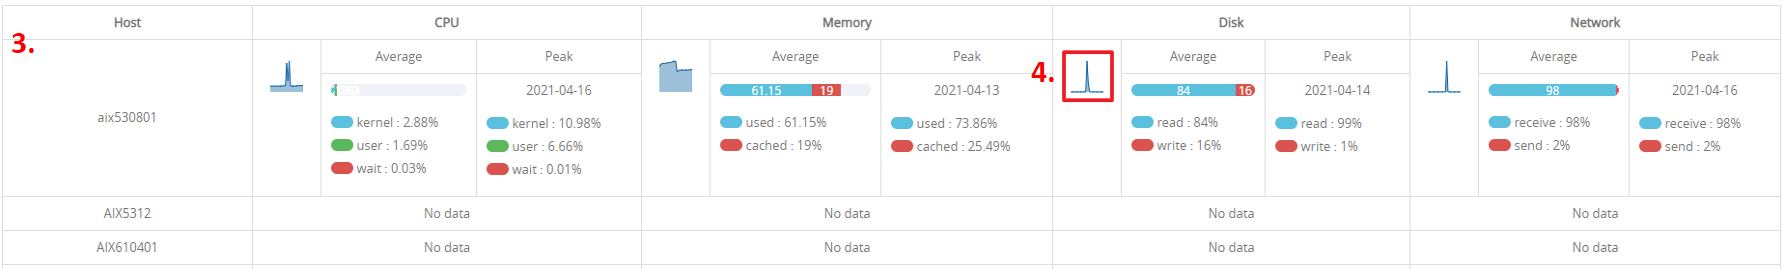 Host CPU Memory Disk Network
3.
Average Peak Average Peak Average Peak Average Peak
4.
61.15 19 84 16 98
2021-04-16 2021-04-13 2021-04-14 2021-04-16
aix530801
kernel : 2.88% kernel : 10.98% used : 61.15% used : 73.86% read : 84% read : 99% receive : 98% receive : 98%
user : 1.69% user : 6.66% cached : 19% cached : 25.49% write : 16% write : 1% send : 2% send : 2%
wait : 0.03% wait : 0.01%
AIX5312 No data No data No data No data
AIX610401 No data No data No data No data